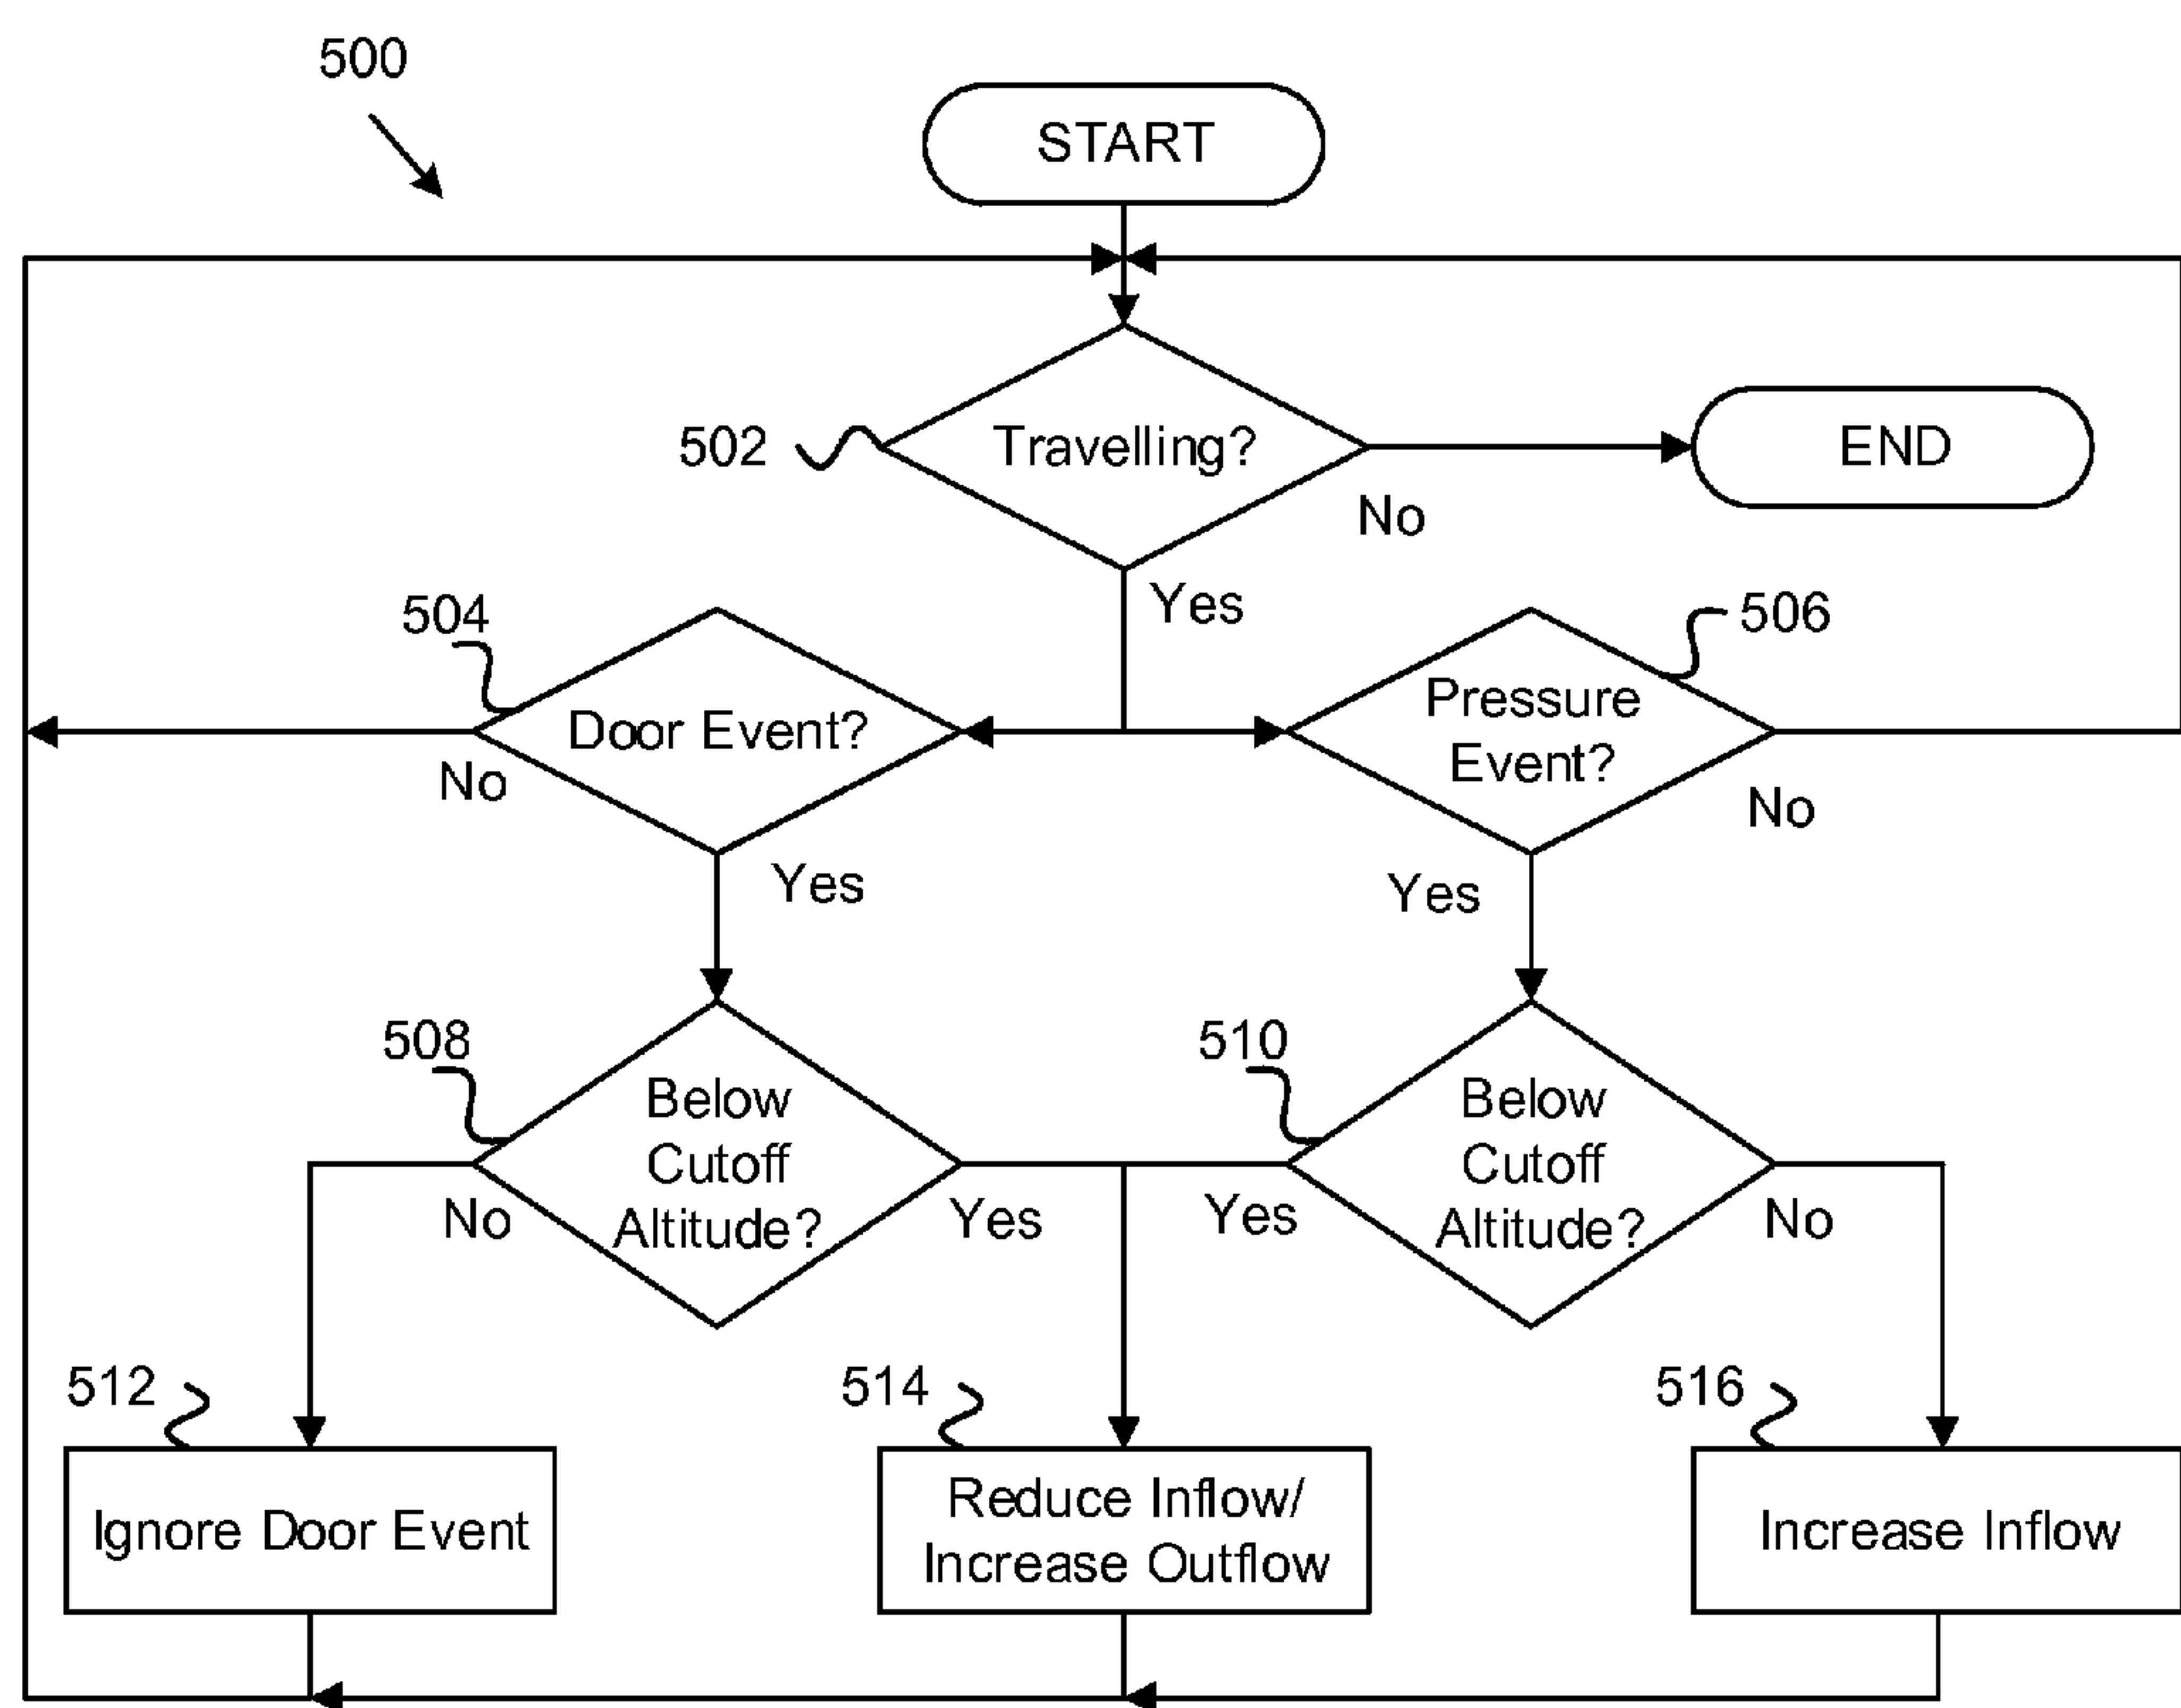 500
START
502
Travelling?
END
No
Yes
504
506
Door Event?
Pressure
Event?
No
No
Yes
Yes
508
510
Below
Cutoff
Altitude?
Below
Cutoff
Altitude?
No
Yes
Yes
No
512
514
516
Ignore Door Event
Reduce Inflow/
Increase Outflow
Increase Inflow